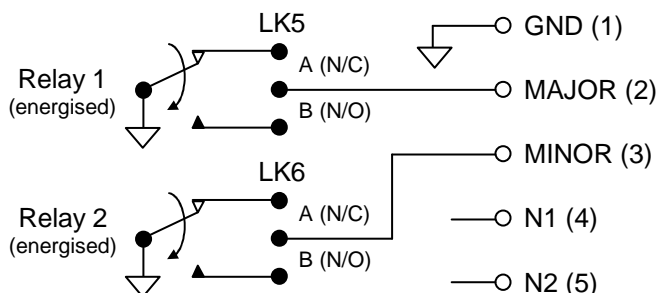 LK5
GND (1)
A (N/C)
Relay 1
(energised)
MAJOR (2)
B (N/O)
MINOR (3)
LK6
A (N/C)
Relay 2
(energised)
N1 (4)
B (N/O)
N2 (5)